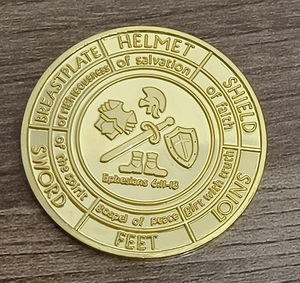 HELMET
of salvation
SHIELD
of faith
LOINS
Girt with truth
FEET
Gospel of peace
SWORD
of the spirit
BREASTPLATE
of righteousness
Ephesians 6:11-18